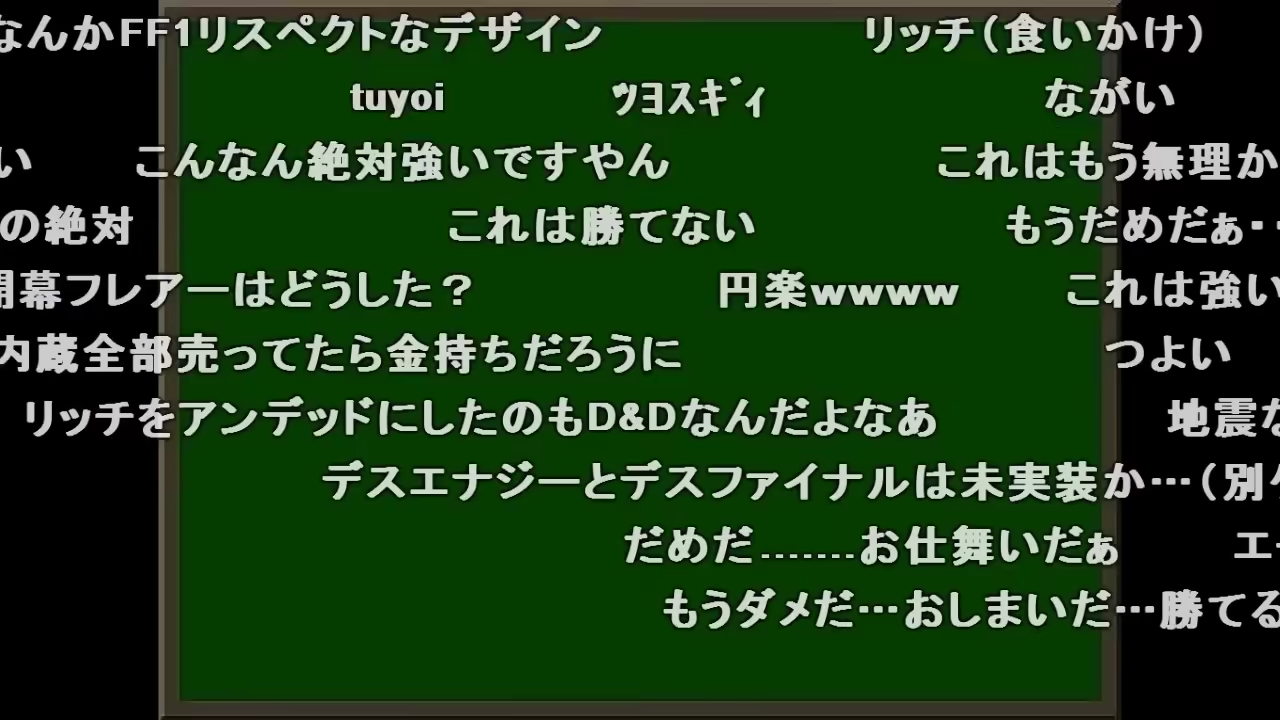 なんかFF1リスペクトなデザイン リッチ(食いかけ)
tuyoi ﾂﾖｽｷﾞｨ ながい
い こんなん絶対強いですやん これはもう無理か
の絶対 これは勝てない もうだめだぁ・・
開幕フレアーはどうした？ 円楽wwww これは強い
内蔵全部売ってたら金持ちだろうに つよい
リッチをアンデッドにしたのもD&Dなんだよなあ 地震な
デスエナジーとデスファイナルは未実装か…(別ゲ
だめだ.......お仕舞いだぁ エ
もうダメだ…おしまいだ…勝てる